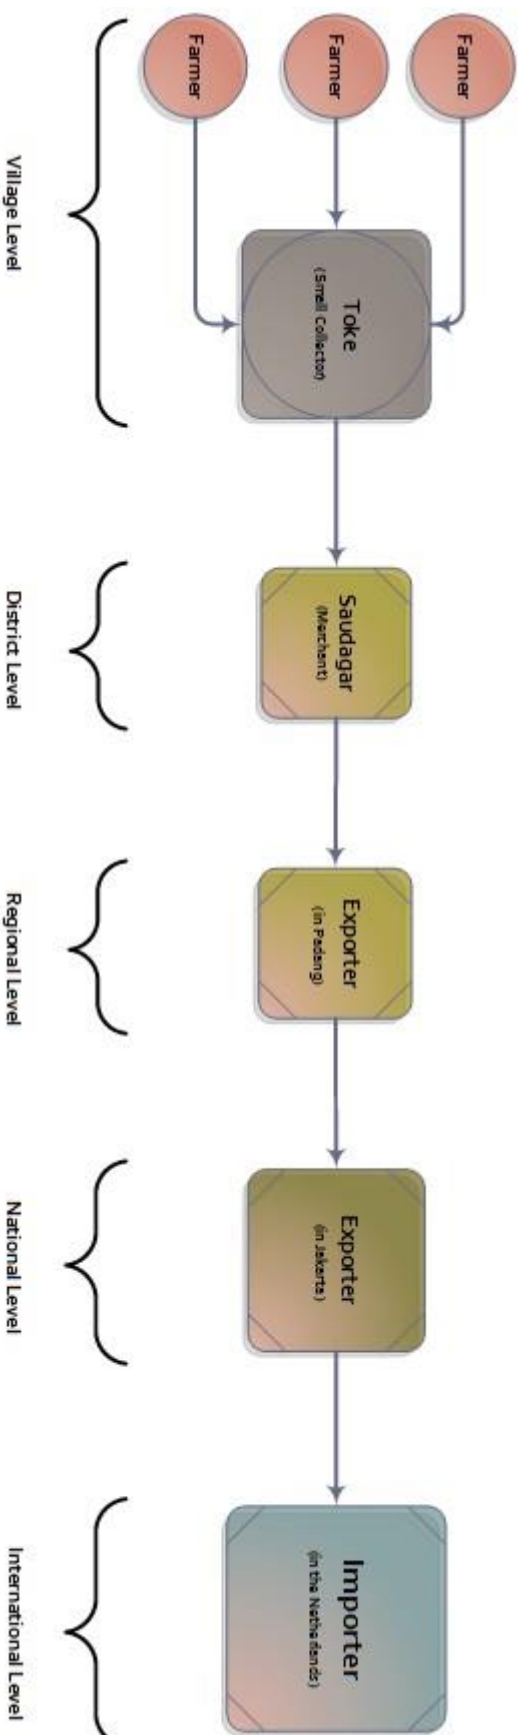 Farmer
Farmer
Farmer
Toke
(Small Collector)
Saudagar
(Merchant)
Exporter
(in Padang)
Exporter
(in Jakarta)
Importer
(in the Netherlands)
Village Level
District Level
Regional Level
National Level
International Level